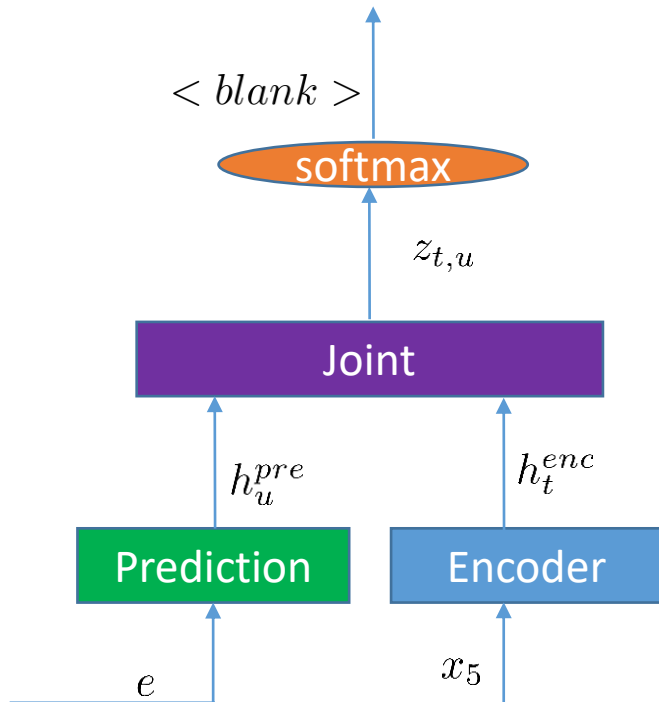 < blank >
softmax
z_{t,u}
Joint
h_u^{pre} h_t^{enc}
Prediction Encoder
e x_5